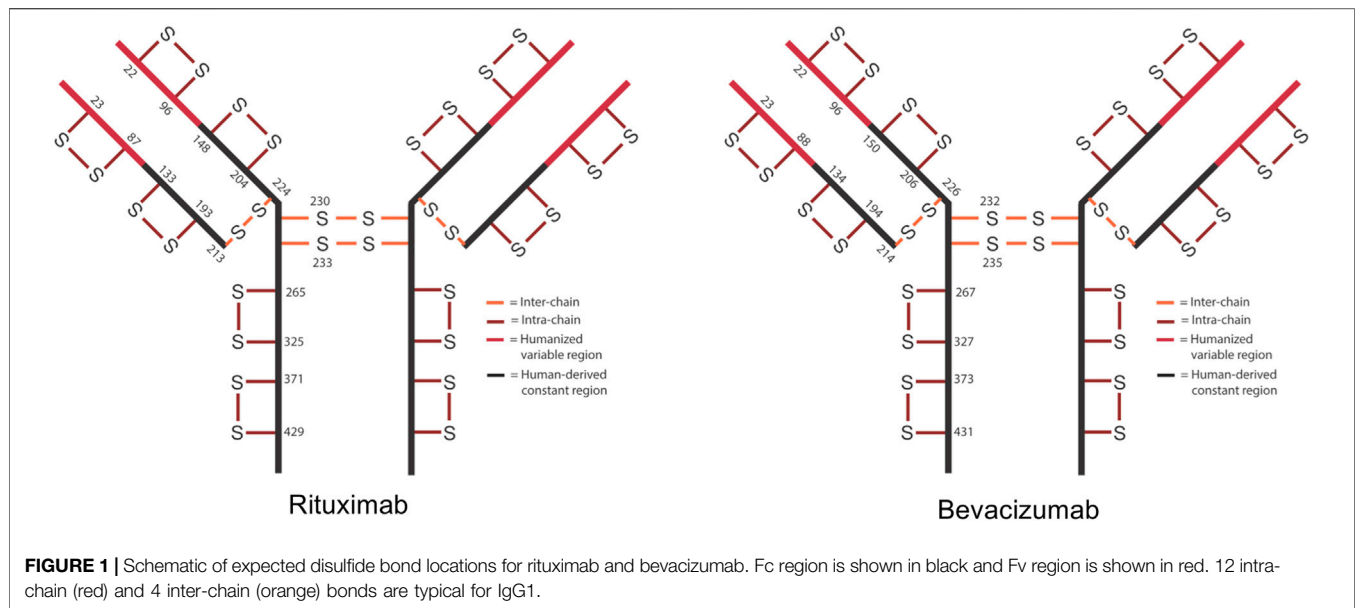 S
S
S
S
22
S
S
S
S
23
96
S
S
S
S
87
148
S
S
133
204
224
S
S
193
S
230
S
S
S
S
S
S
S
S
S
213
233
S
S
S
265
S
= Inter-chain
S
325
S
= Intra-chain
= Humanized
variable region
S
371
S
= Human-derived
constant region
S
429
S
Rituximab
S
S
S
S
22
S
S
S
S
23
96
S
S
S
S
88
150
S
S
134
206
226
S
S
194
S
232
S
S
S
S
S
S
S
S
S
214
235
S
S
S
267
S
= Inter-chain
S
327
S
= Intra-chain
= Humanized
variable region
S
373
S
= Human-derived
constant region
S
431
S
Bevacizumab
FIGURE 1 | Schematic of expected disulfide bond locations for rituximab and bevacizumab. Fc region is shown in black and Fv region is shown in red. 12 intra-
chain (red) and 4 inter-chain (orange) bonds are typical for IgG1.